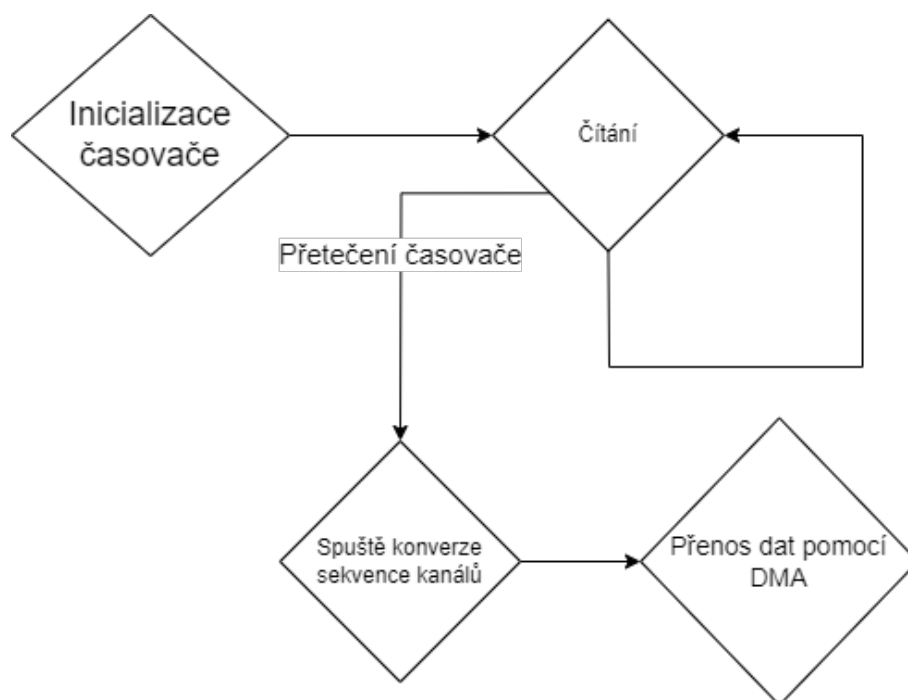 Inicializace
časovače
Čítání
Přetečení časovače
Spuště konverze
sekvence kanálů
Přenos dat pomocí
DMA